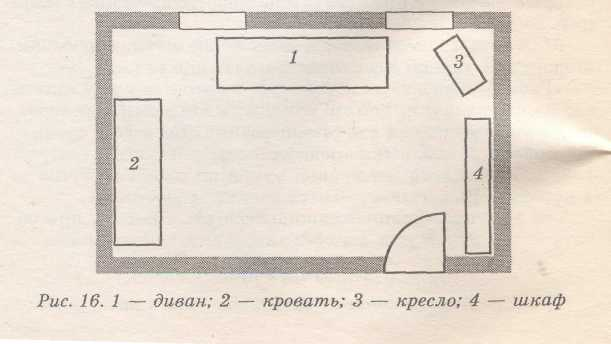 1
3
2
4
Рис. 16. 1 — диван; 2 — кровать; 3 — кресло; 4 — шкаф